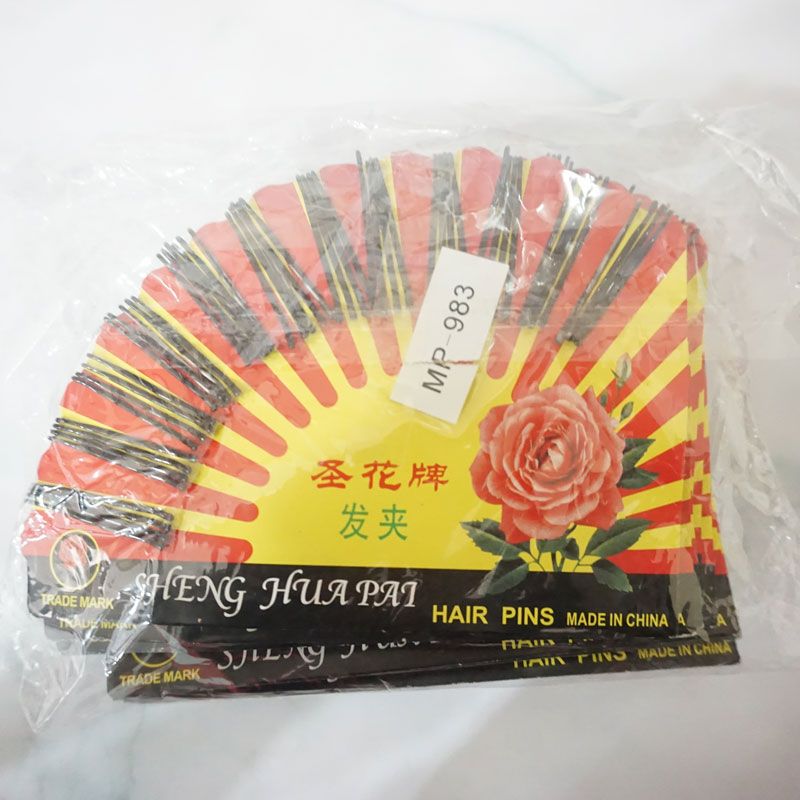 MP-983
圣花牌
发夹
SHENG HUA PAI
HAIR PINS MADE IN CHINA A A
TRADE MARK
TRADE MARK
SHENG
HAIR PINS MADE IN CHINA
TRADE MARK